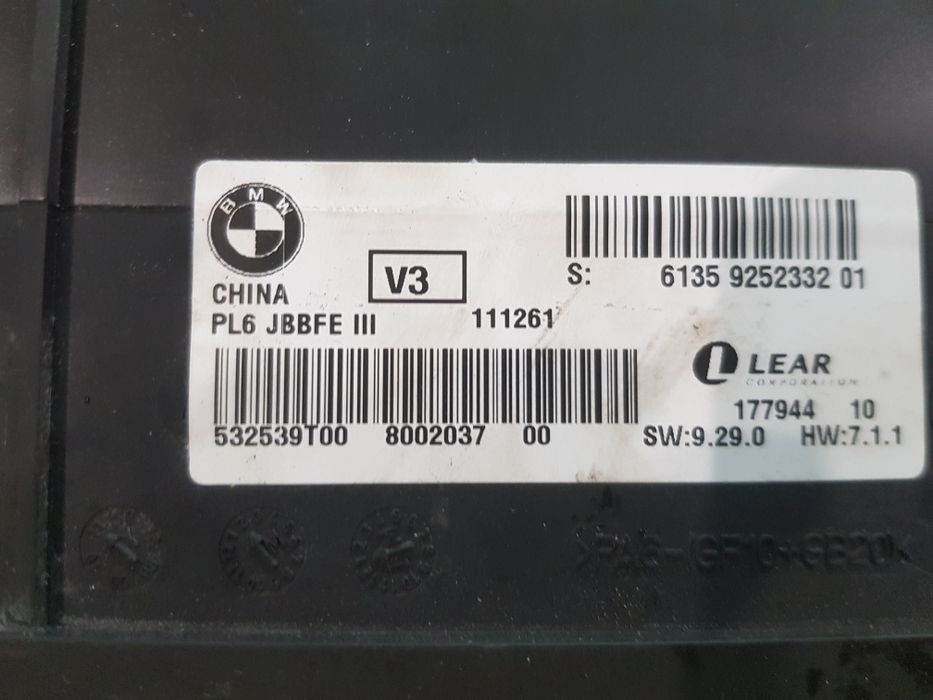 BMW
CHINA
V3
S: 6135 9252332 01
PL6 JBBFE III 111261
LEAR
CORPORATION
177944 10
532539T00 8002037 00 SW:9.29.0 HW:7.1.1